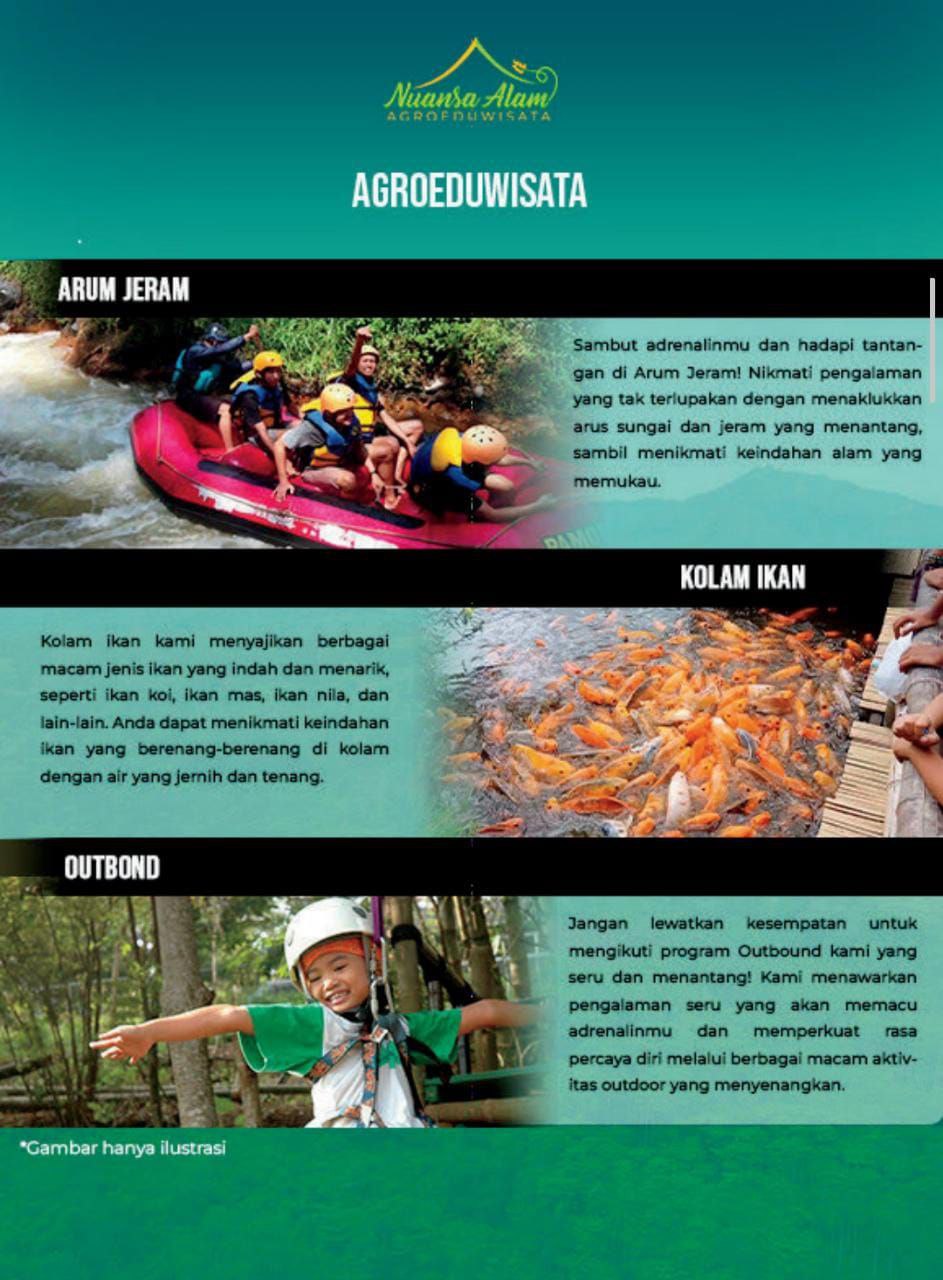 Nuansa Alam
AGROEDUWISATA
AGROEDUWISATA
ARUM JERAM
Sambut adrenalinmu dan hadapi tantan-
gan di Arum Jeram! Nikmati pengalaman
yang tak terlupakan dengan menaklukkan
arus sungai dan jeram yang menantang,
sambil menikmati keindahan alam yang
memukau.
KOLAM IKAN
Kolam ikan kami menyajikan berbagai
macam jenis ikan yang indah dan menarik,
seperti ikan koi, ikan mas, ikan nila, dan
lain-lain. Anda dapat menikmati keindahan
ikan yang berenang-berenang di kolam
dengan air yang jernih dan tenang.
OUTBOND
Jangan lewatkan kesempatan untuk
mengikuti program Outbound kami yang
seru dan menantang! Kami menawarkan
pengalaman seru yang akan memacu
adrenalinmu dan memperkuat rasa
percaya diri melalui berbagai macam aktiv-
itas outdoor yang menyenangkan.
*Gambar hanya ilustrasi